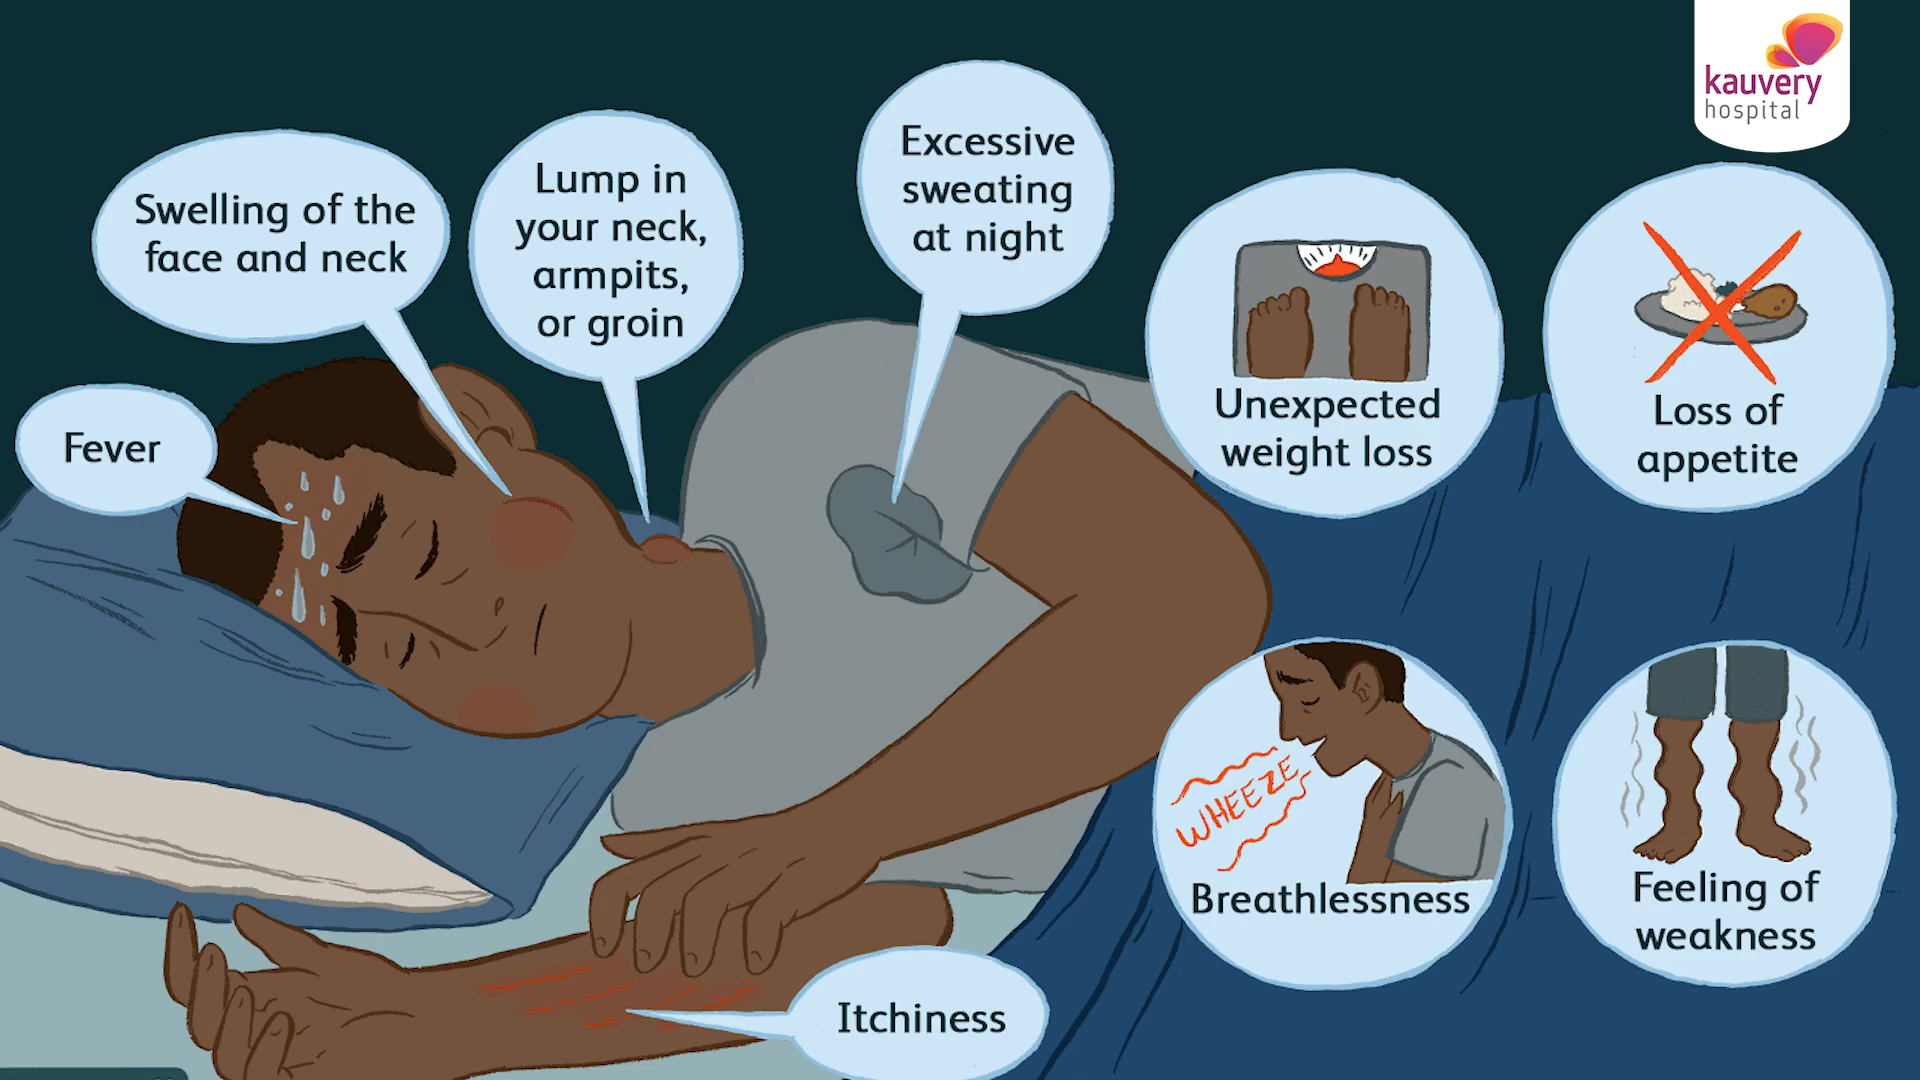 kauvery
hospital
Excessive
sweating
at night
Lump in
your neck,
armpits,
or groin
Swelling of the
face and neck
Fever
Unexpected
weight loss
Loss of
appetite
WHEEZE
Breathlessness
Feeling of
weakness
Itchiness